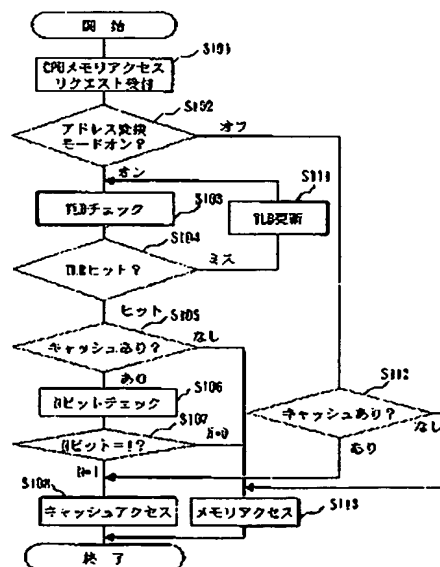 開始
S101
CPUメモリアクセス
リクエスト受付
S102
アドレス変換
モードオン?
オフ
オン
S111
TLBチェック
S103
TLB更新
S104
TLBヒット?
ミス
ヒット
S105
キャッシュあり?
なし
あり
S106
S112
ビットチェック
キャッシュあり?
なし
S107
ビット=1?
=0
あり
=1
S108
キャッシュアクセス
メモリアクセス
S113
終了